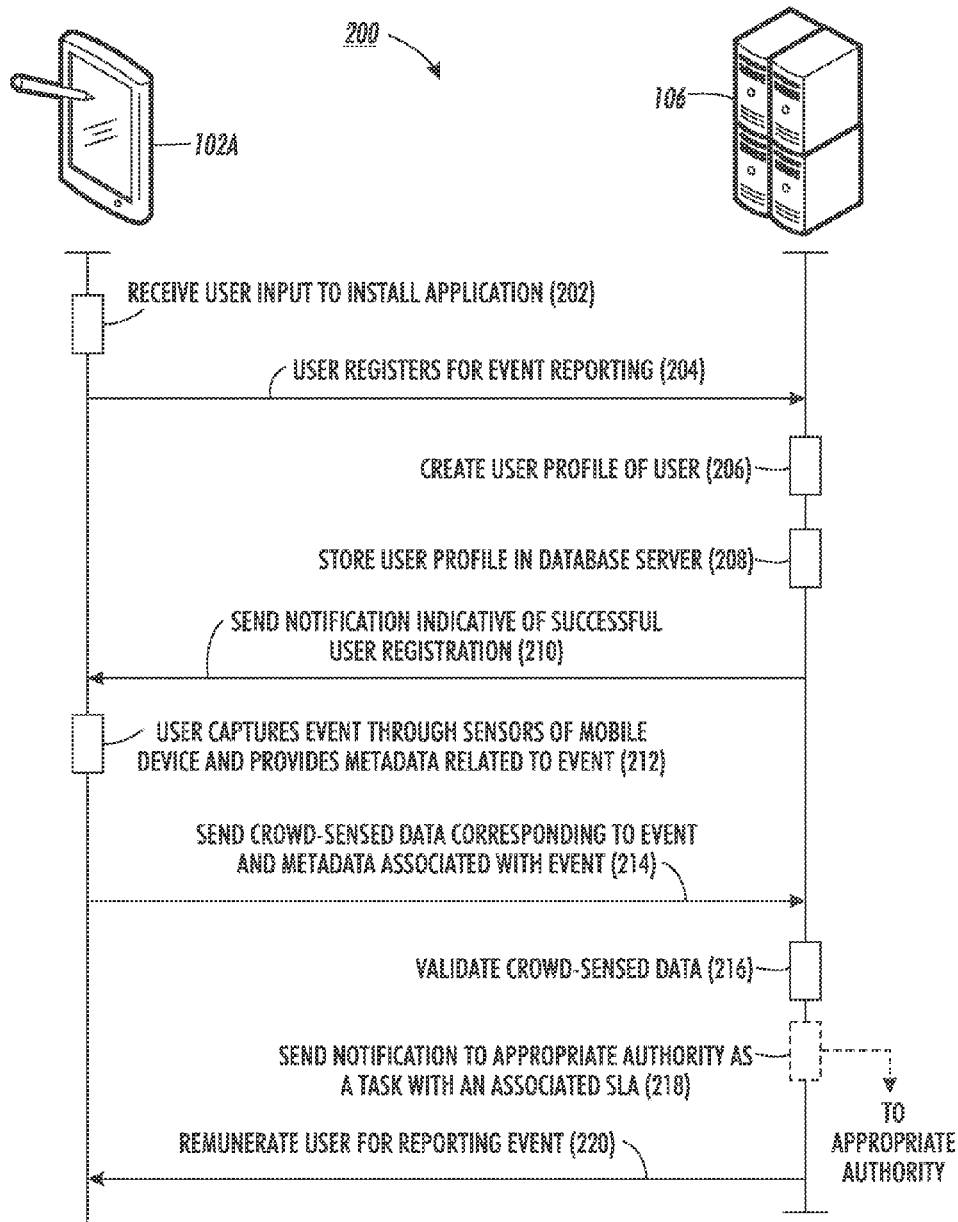 200
102A
106
RECEIVE USER INPUT TO INSTALL APPLICATION (202)
USER REGISTERS FOR EVENT REPORTING (204)
CREATE USER PROFILE OF USER (206)
STORE USER PROFILE IN DATABASE SERVER (208)
SEND NOTIFICATION INDICATIVE OF SUCCESSFUL
USER REGISTRATION (210)
USER CAPTURES EVENT THROUGH SENSORS OF MOBILE
DEVICE AND PROVIDES METADATA RELATED TO EVENT (212)
SEND CROWD-SENSED DATA CORRESPONDING TO EVENT
AND METADATA ASSOCIATED WITH EVENT (214)
VALIDATE CROWD-SENSED DATA (216)
SEND NOTIFICATION TO APPROPRIATE AUTHORITY AS
A TASK WITH AN ASSOCIATED SLA (218)
TO
APPROPRIATE
AUTHORITY
REMUNERATE USER FOR REPORTING EVENT (220)